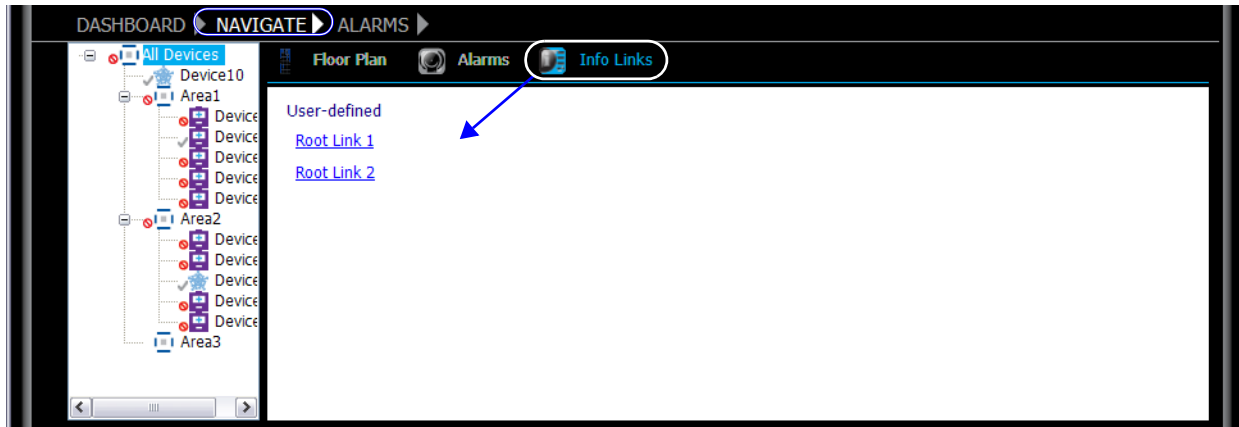 DASHBOARD NAVIGATE ALARMS
All Devices
Device10
Area1
Device
Device
Device
Device
Device
Area2
Device
Device
Device
Device
Device
Area3
Floor Plan Alarms Info Links
User-defined
Root Link 1
Root Link 2